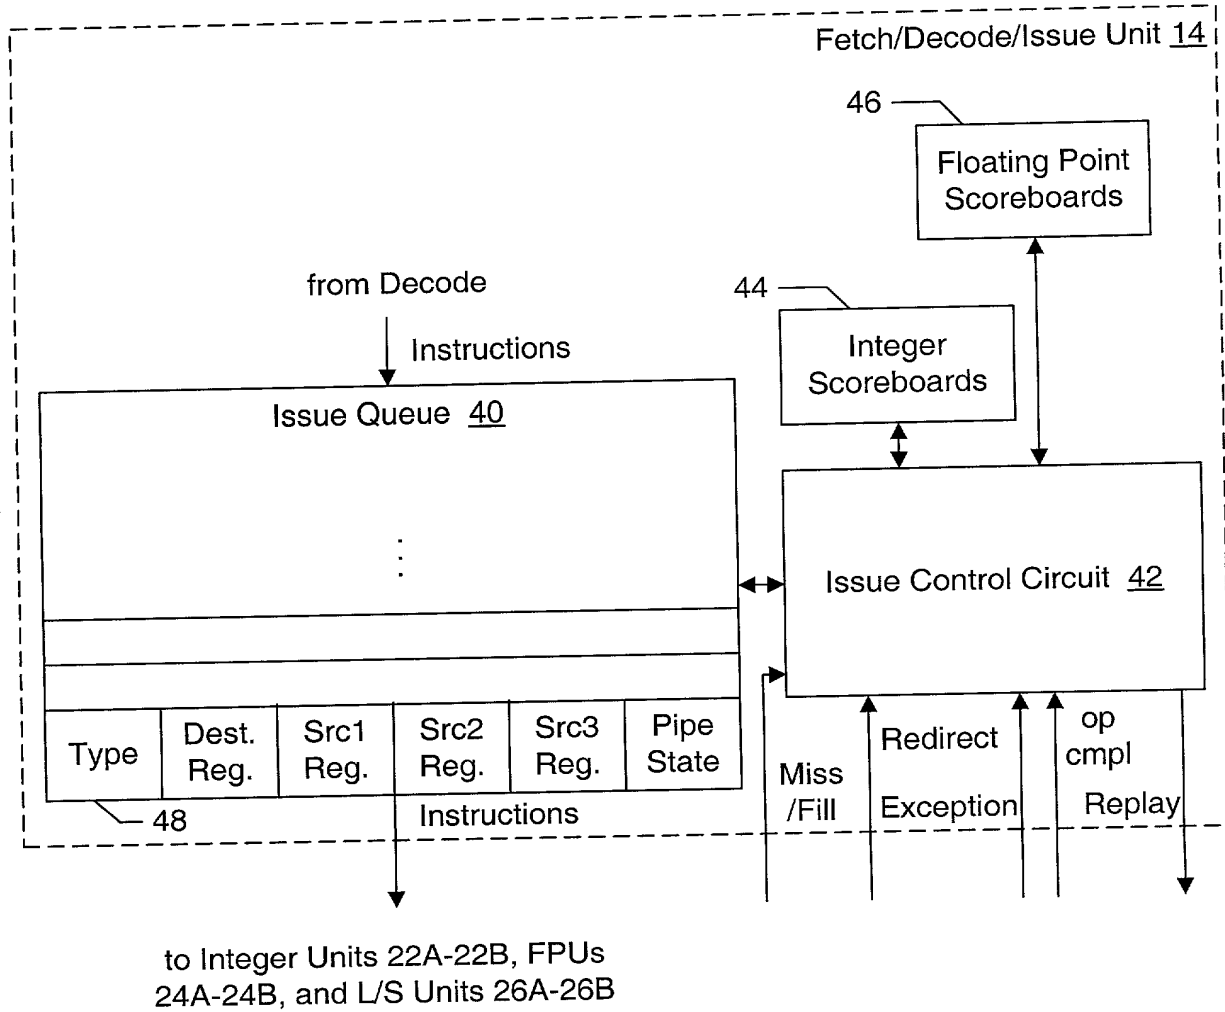 Fetch/Decode/Issue Unit 14
46
Floating Point
Scoreboards
from Decode
44
Instructions
Integer
Scoreboards
Issue Queue 40
Issue Control Circuit 42
Type
Dest.
Reg.
Src1
Reg.
Src2
Reg.
Src3
Reg.
Pipe
State
48
Instructions
Miss
/Fill
Redirect
Exception
op
cmpl
Replay
to Integer Units 22A-22B, FPUs
24A-24B, and L/S Units 26A-26B